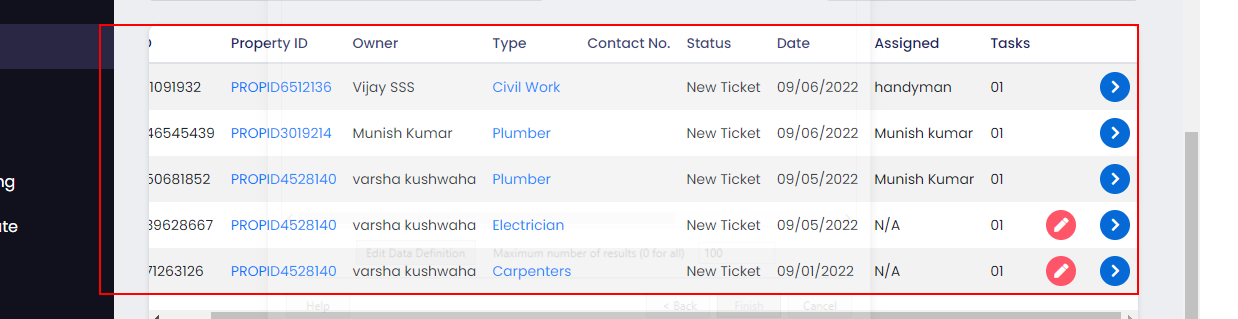 Property ID Owner Type Contact No. Status Date Assigned Tasks
1091932 PROPID6512136 Vijay SSS Civil Work New Ticket 09/06/2022 handyman 01
46545439 PROPID3019214 Munish Kumar Plumber New Ticket 09/06/2022 Munish kumar 01
50681852 PROPID4528140 varsha kushwaha Plumber New Ticket 09/05/2022 Munish Kumar 01
ng
39628667 PROPID4528140 varsha kushwaha Electrician New Ticket 09/05/2022 N/A 01
ate
Edit Data Definition Maximum number of results (0 for all) 100
71263126 PROPID4528140 varsha kushwaha Carpenters New Ticket 09/01/2022 N/A 01
Help < Back Finish Cancel